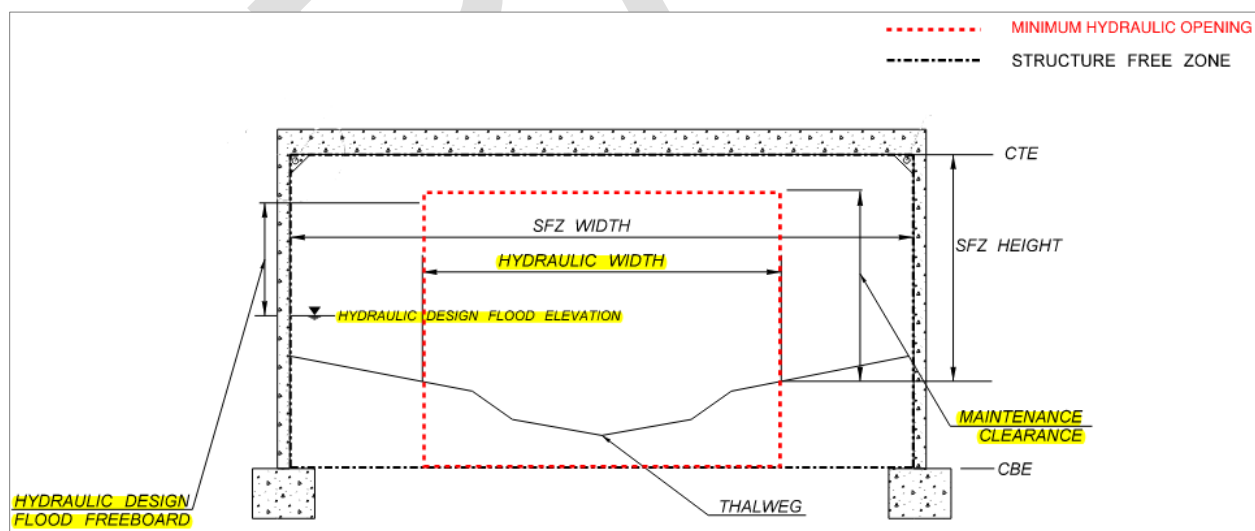 MINIMUM HYDRAULIC OPENING
STRUCTURE FREE ZONE
CTE
SFZ WIDTH
SFZ HEIGHT
HYDRAULIC WIDTH
HYDRAULIC DESIGN FLOOD ELEVATION
MAINTENANCE
CLEARANCE
CBE
HYDRAULIC DESIGN
FLOOD FREEBOARD
THALWEG